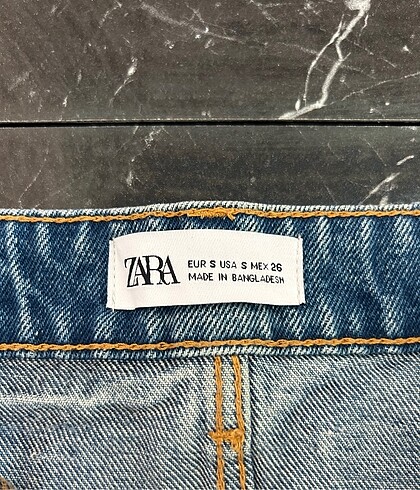 ZARA
EUR S USA S MEX 26
MADE IN BANGLADESH